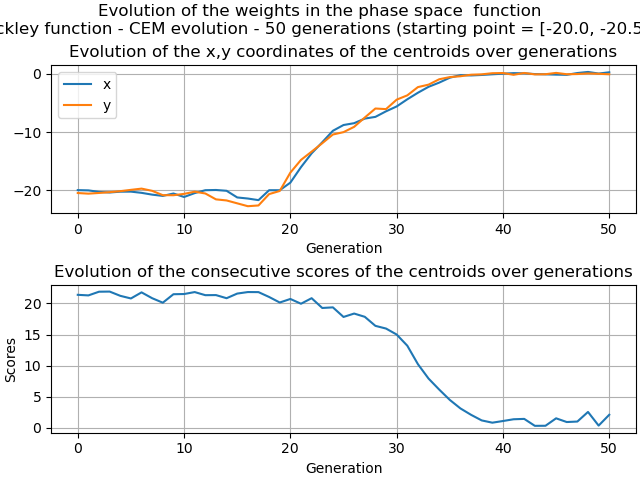 Evolution of the weights in the phase space  function
ckley function - CEM evolution - 50 generations (starting point = [-20.0, -20.5
Evolution of the x,y coordinates of the centroids over generations
x
y
0
−10
−20
0 10 20 30 40 50
Generation
Evolution of the consecutive scores of the centroids over generations
Scores
20
15
10
5
0
0 10 20 30 40 50
Generation